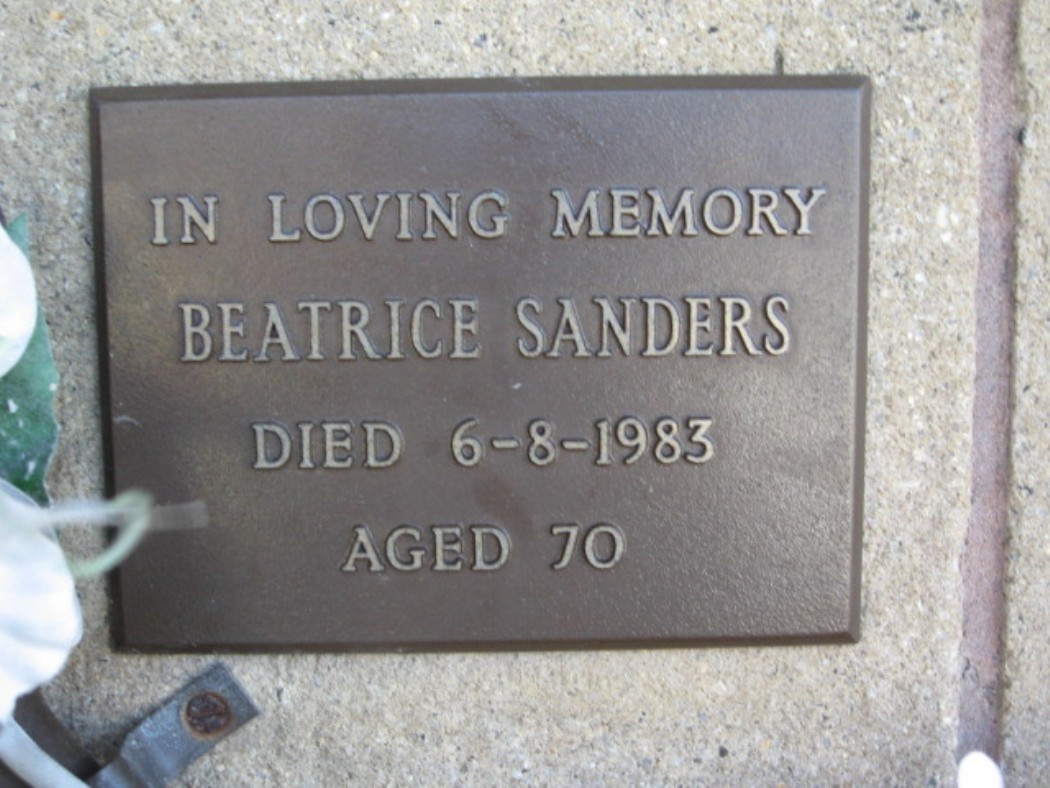 IN LOVING MEMORY
BEATRICE SANDERS
DIED 6-8-1983
AGED 70